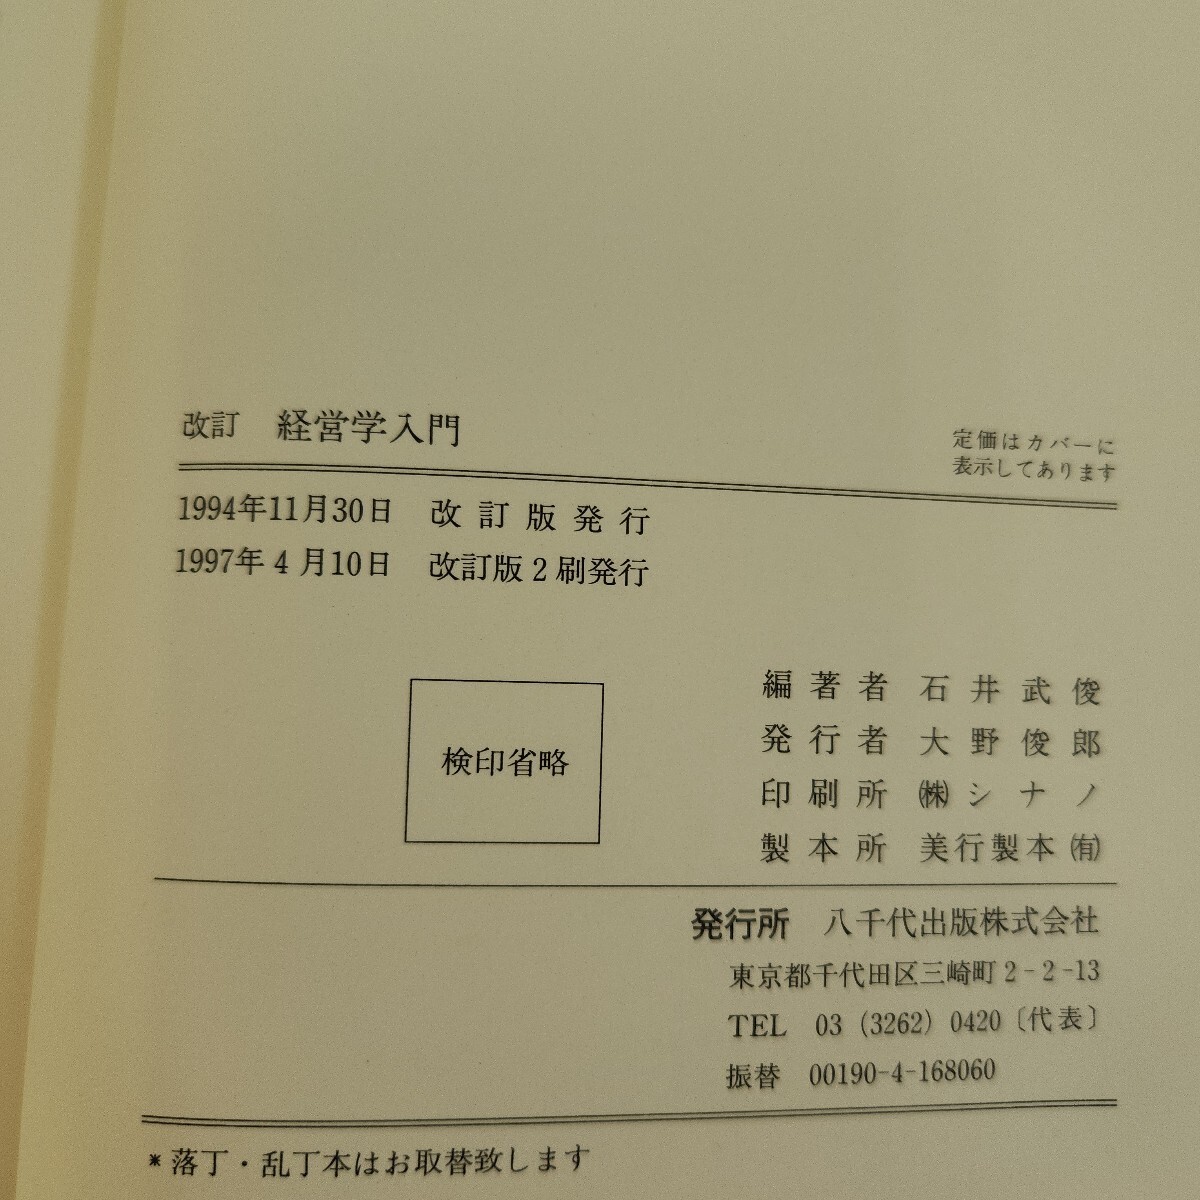 改訂　経営学入門
定価はカバーに
表示してあります
1994年11月30日　改訂版発行
1997年4月10日　改訂版2刷発行
検印省略
編著者　石井武俊
発行者　大野俊郎
印刷所　㈱シナノ
製本所　美行製本㈲
発行所　八千代出版株式会社
東京都千代田区三崎町2-2-13
TEL　03（3262）0420〔代表〕
振替　00190-4-168060
＊落丁・乱丁本はお取替致します